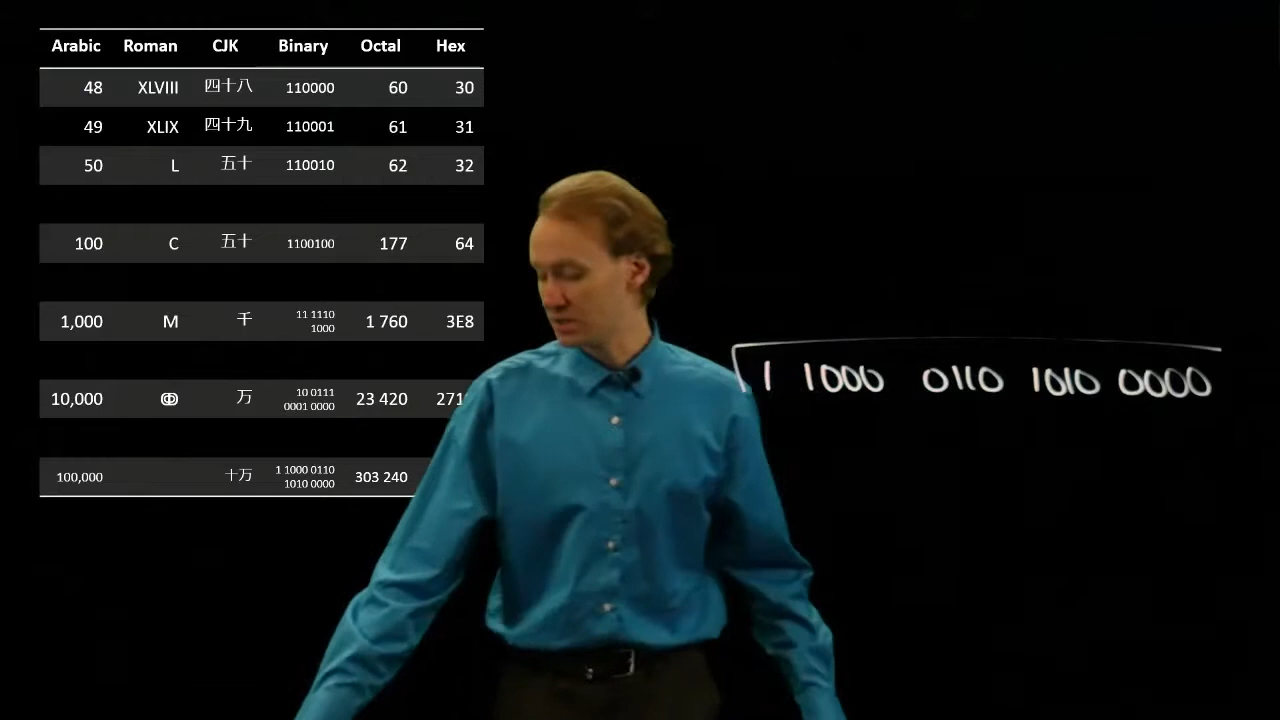 Arabic Roman CJK Binary Octal Hex
48 XLVIII 四十八 110000 60 30
49 XLIX 四十九 110001 61 31
50 L 五十 110010 62 32
100 C 五十 1100100 177 64
1,000 M 千 11 1110 1000 1 760 3E8
10,000 ↂ 万 10 0111 0001 0000 23 420 271
100,000 十万 1 1000 0110 1010 0000 303 240
1 1000 0110 1010 0000